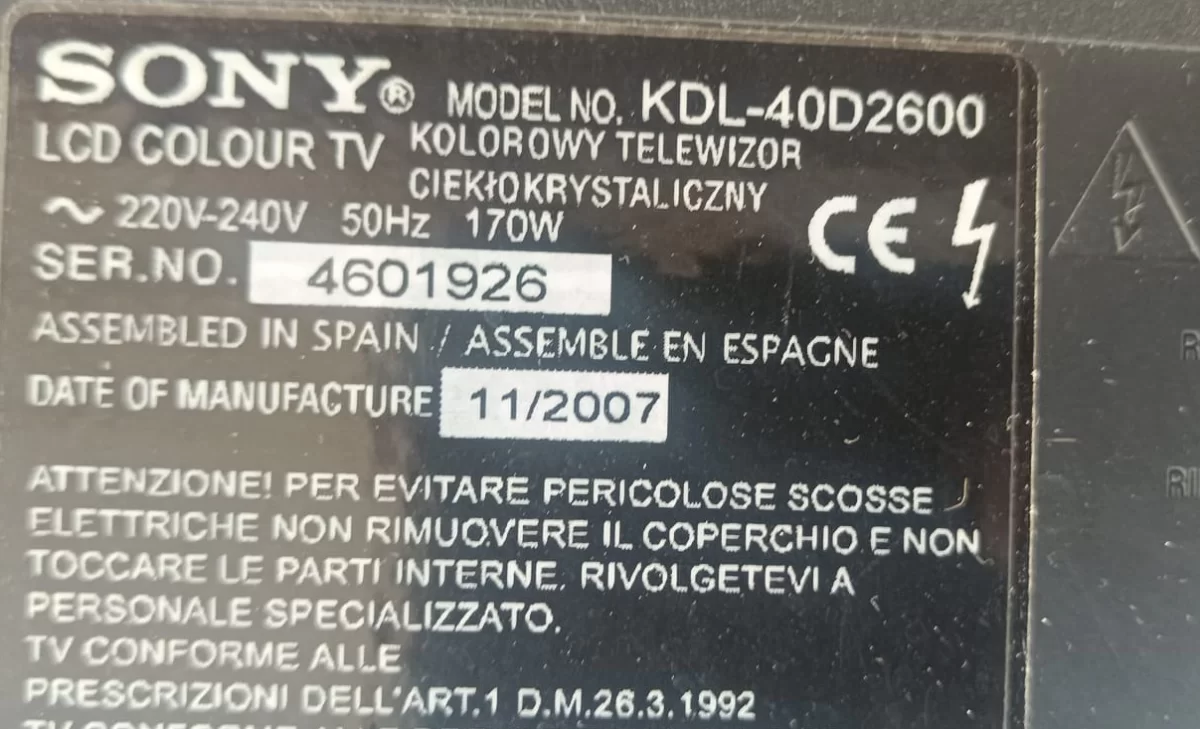 SONY® MODEL NO. KDL-40D2600
LCD COLOUR TV KOLOROWY TELEWIZOR
CIEKŁOKRYSTALICZNY
~ 220V-240V 50Hz 170W
CE
SER.NO. 4601926
ASSEMBLED IN SPAIN / ASSEMBLE EN ESPAGNE
DATE OF MANUFACTURE 11/2007
ATTENZIONE! PER EVITARE PERICOLOSE SCOSSE
ELETTRICHE NON RIMUOVERE IL COPERCHIO E NON
TOCCARE LE PARTI INTERNE. RIVOLGETEVI A
PERSONALE SPECIALIZZATO.
TV CONFORME ALLE
PRESCRIZIONI DELL'ART.1 D.M.26.3.1992